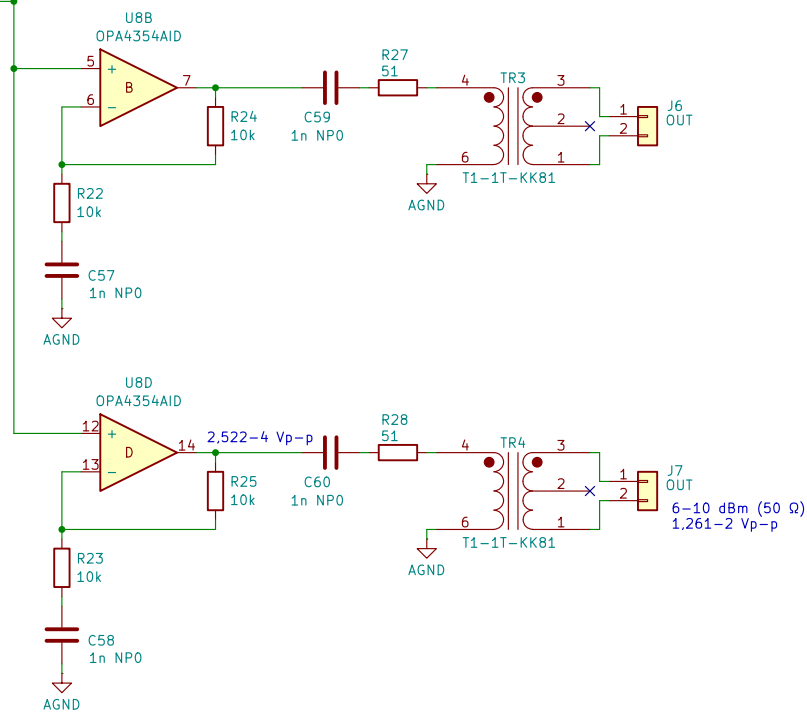 U8B
OPA4354AID
5
+
6
−
B
7
R24
10k
C59
1n NP0
R27
51
TR3
4
6
3
2
1
T1-1T-KK81
AGND
J6
OUT
1
2
R22
10k
C57
1n NP0
AGND
U8D
OPA4354AID
12
+
13
−
D
14
2,522-4 Vp-p
R25
10k
C60
1n NP0
R28
51
TR4
4
6
3
2
1
T1-1T-KK81
AGND
J7
OUT
1
2
6-10 dBm (50 Ω)
1,261-2 Vp-p
R23
10k
C58
1n NP0
AGND